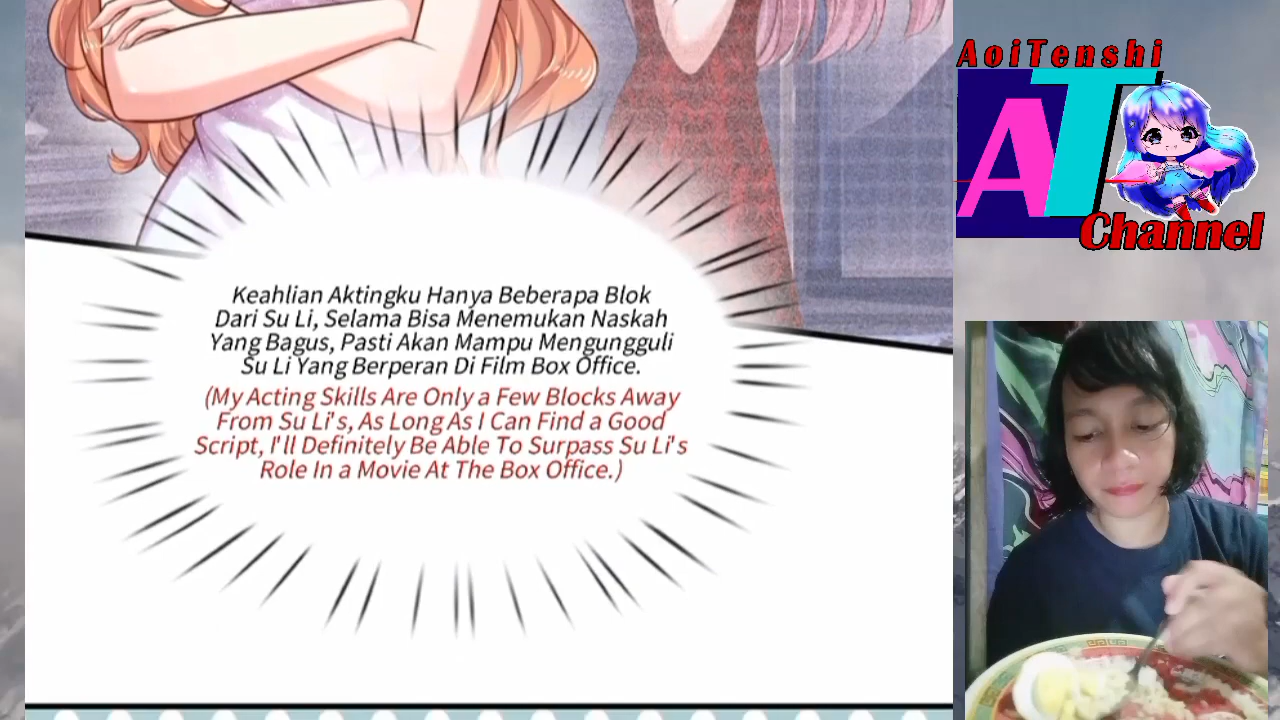 Keahlian Aktingku Hanya Beberapa Blok
Dari Su Li, Selama Bisa Menemukan Naskah
Yang Bagus, Pasti Akan Mampu Mengungguli
Su Li Yang Berperan Di Film Box Office.
(My Acting Skills Are Only a Few Blocks Away
From Su Li's, As Long As I Can Find a Good
Script, I'll Definitely Be Able To Surpass Su Li's
Role In a Movie At The Box Office.)
AoiTenshi
AT
Channel